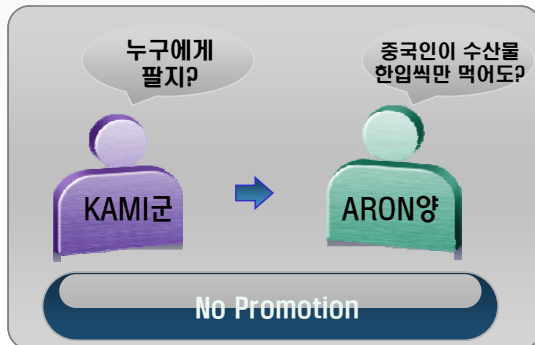 누구에게
팔지?
중국인이 수산물
한입씩만 먹어도?
KAMI군
ARON양
No Promotion